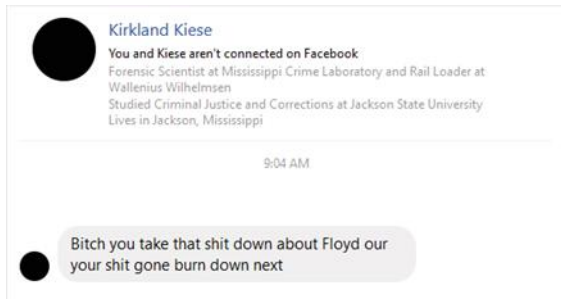 Kirkland Kiese
You and Kiese aren't connected on Facebook
Forensic Scientist at Mississippi Crime Laboratory and Rail Loader at
Wallenius Wilhelmsen
Studied Criminal Justice and Corrections at Jackson State University
Lives in Jackson, Mississippi
9:04 AM
Bitch you take that shit down about Floyd our
your shit gone burn down next